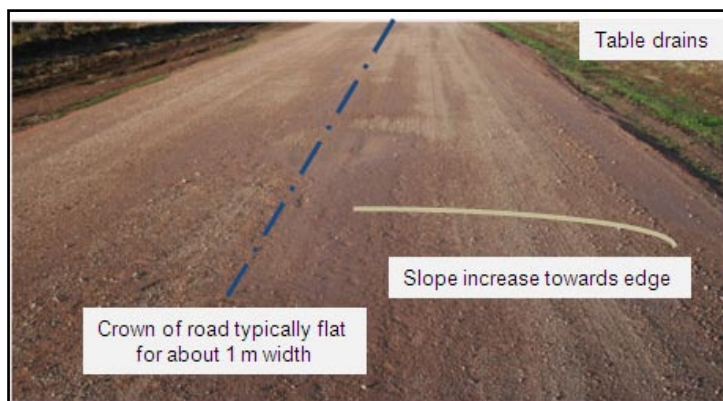 Table drains
Slope increase towards edge
Crown of road typically flat
for about 1 m width